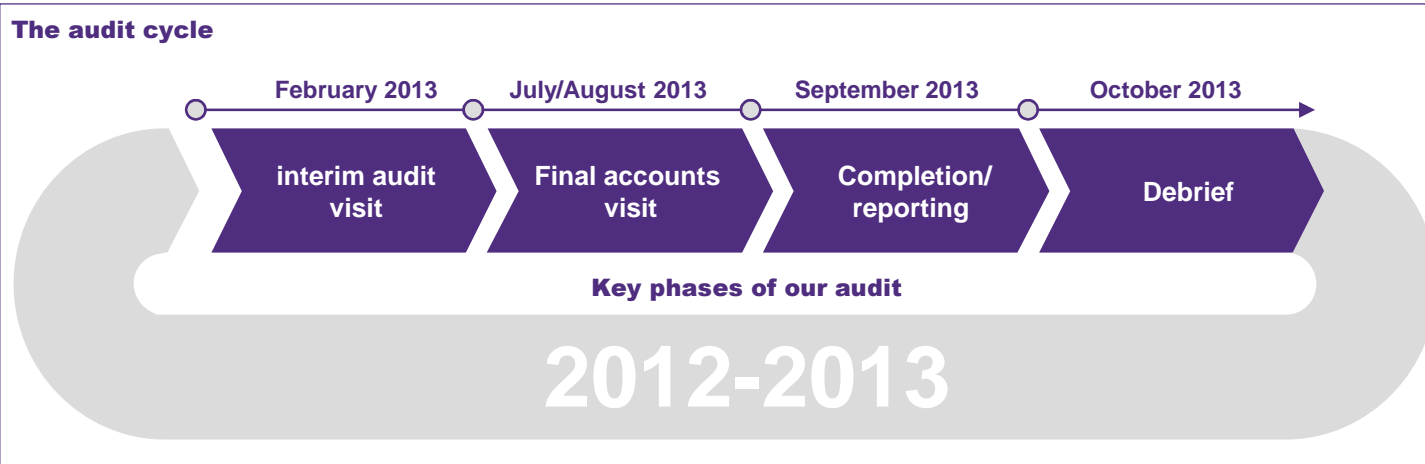 The audit cycle
February 2013 July/August 2013 September 2013 October 2013
interim audit
visit
Final accounts
visit
Completion/
reporting
Debrief
Key phases of our audit
2012-2013